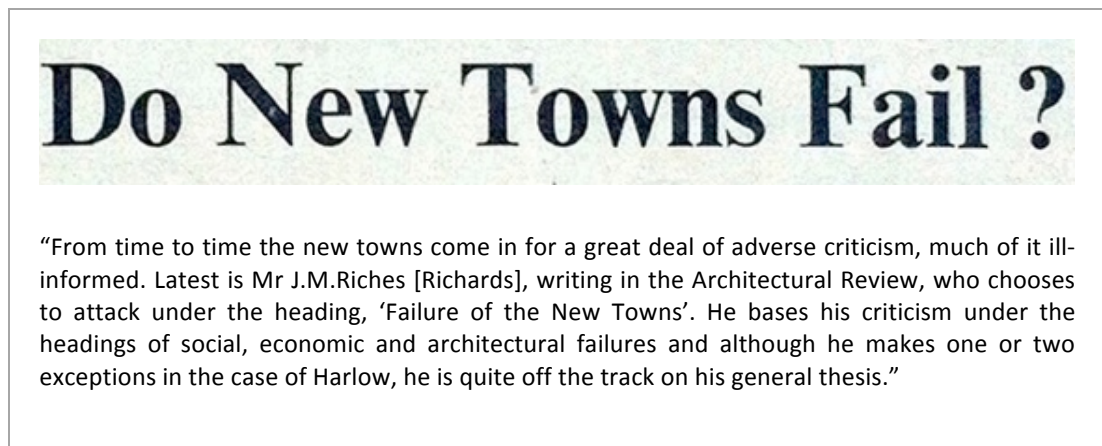 Do New Towns Fail ?
“From time to time the new towns come in for a great deal of adverse criticism, much of it ill-
informed. Latest is Mr J.M.Riches [Richards], writing in the Architectural Review, who chooses
to attack under the heading, ‘Failure of the New Towns’. He bases his criticism under the
headings of social, economic and architectural failures and although he makes one or two
exceptions in the case of Harlow, he is quite off the track on his general thesis.”